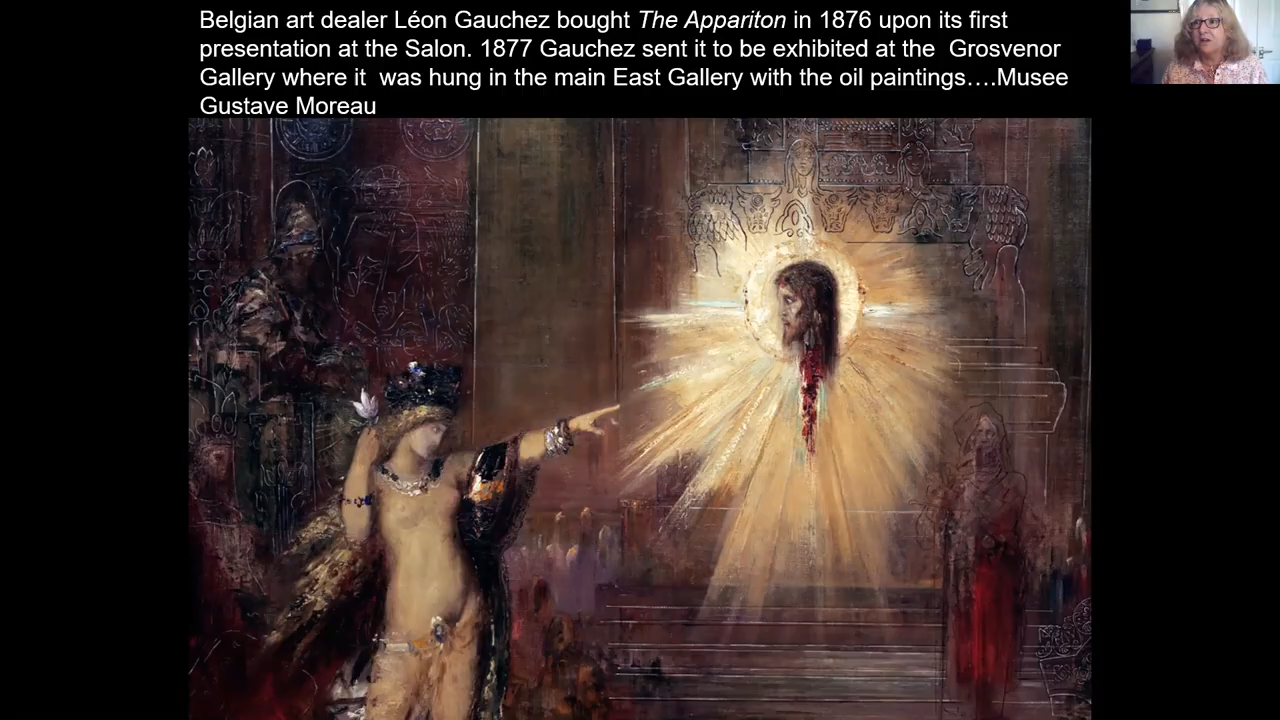 Belgian art dealer Léon Gauchez bought The Appariton in 1876 upon its first
presentation at the Salon. 1877 Gauchez sent it to be exhibited at the  Grosvenor
Gallery where it  was hung in the main East Gallery with the oil paintings….Musee
Gustave Moreau